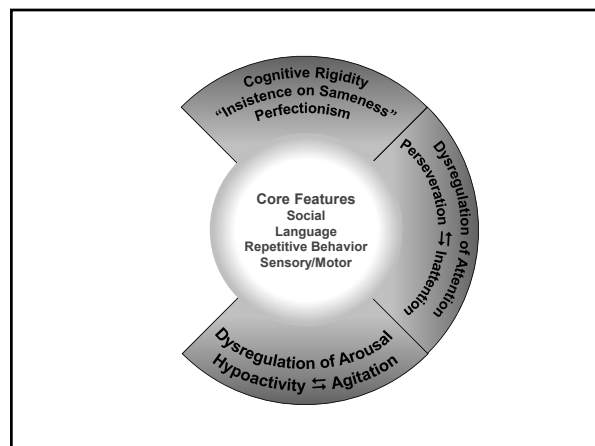 Cognitive Rigidity
“Insistence on Sameness”
Perfectionism
Dysregulation of Attention
Perseveration ⇄ Inattention
Core Features
Social
Language
Repetitive Behavior
Sensory/Motor
Dysregulation of Arousal
Hypoactivity ⇆ Agitation